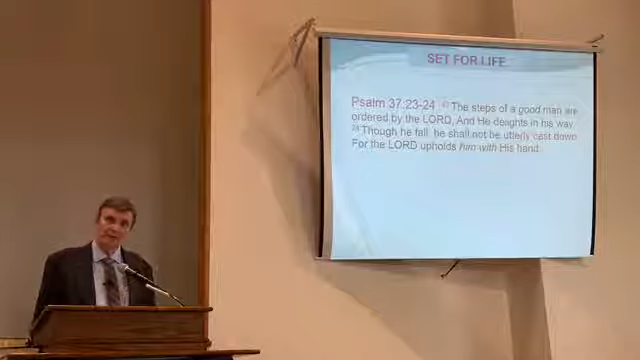 SET FOR LIFE
Psalm 37.23-24 23 The steps of a good man are
ordered by the LORD, And He delights in his way.
24 Though he fall, he shall not be utterly cast down
For the LORD upholds him with His hand.